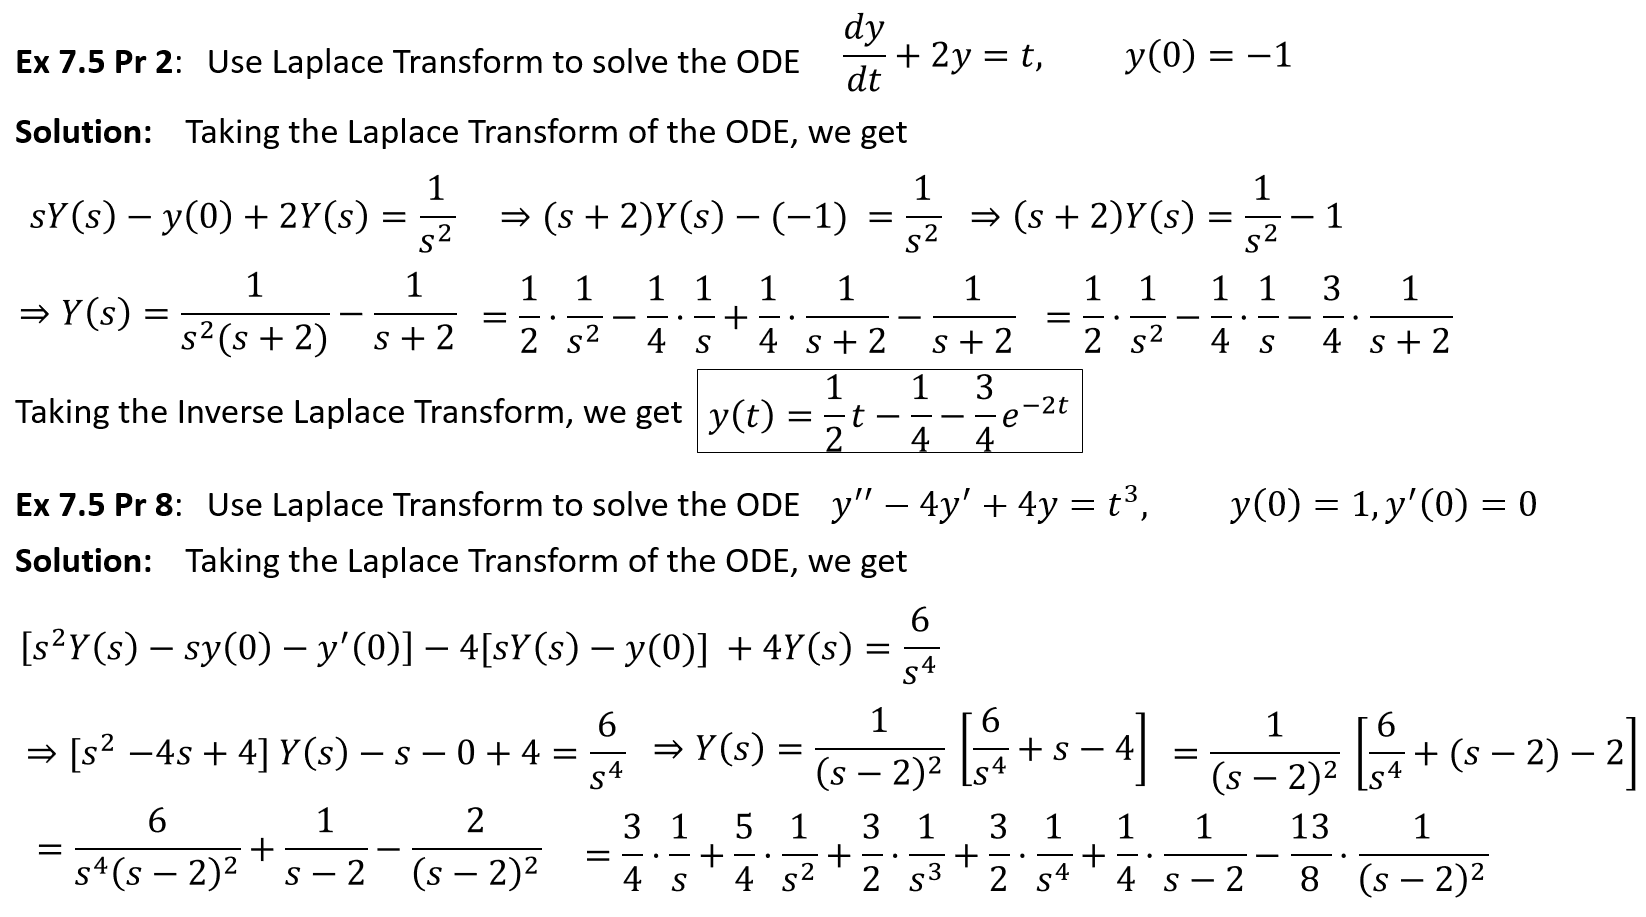 Ex 7.5 Pr 2: Use Laplace Transform to solve the ODE dy/dt + 2y = t, y(0) = −1
Solution: Taking the Laplace Transform of the ODE, we get
sY(s) − y(0) + 2Y(s) = 1/s² ⇒ (s + 2)Y(s) − (−1) = 1/s² ⇒ (s + 2)Y(s) = 1/s² − 1
⇒ Y(s) = 1/(s²(s + 2)) − 1/(s + 2) = 1/2 · 1/s² − 1/4 · 1/s + 1/4 · 1/(s + 2) − 1/(s + 2) = 1/2 · 1/s² − 1/4 · 1/s − 3/4 · 1/(s + 2)
Taking the Inverse Laplace Transform, we get y(t) = 1/2 t − 1/4 − 3/4 e^(−2t)
Ex 7.5 Pr 8: Use Laplace Transform to solve the ODE y′′ − 4y′ + 4y = t³, y(0) = 1, y′(0) = 0
Solution: Taking the Laplace Transform of the ODE, we get
[s²Y(s) − sy(0) − y′(0)] − 4[sY(s) − y(0)] + 4Y(s) = 6/s⁴
⇒ [s² −4s + 4] Y(s) − s − 0 + 4 = 6/s⁴ ⇒ Y(s) = 1/(s − 2)² [6/s⁴ + s − 4] = 1/(s − 2)² [6/s⁴ + (s − 2) − 2]
= 6/(s⁴(s − 2)²) + 1/(s − 2) − 2/(s − 2)² = 3/4 · 1/s + 5/4 · 1/s² + 3/2 · 1/s³ + 3/2 · 1/s⁴ + 1/4 · 1/(s − 2) − 13/8 · 1/(s − 2)²